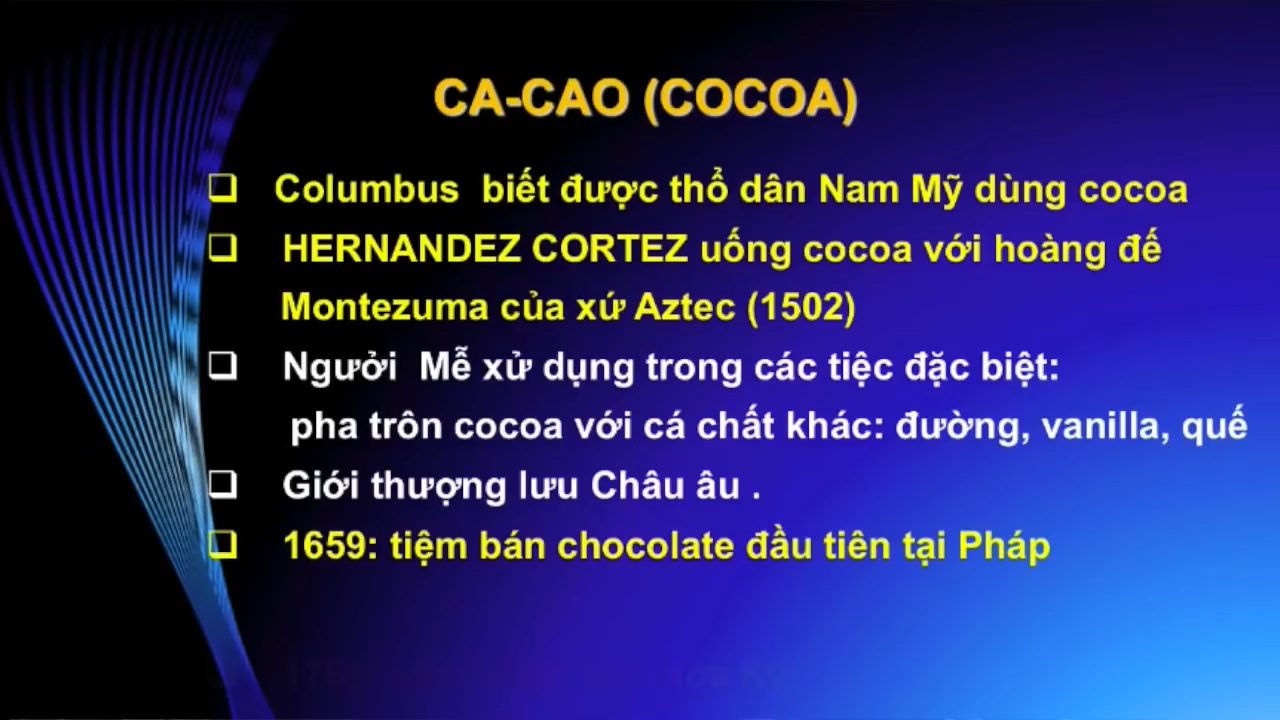 CA-CAO (COCOA)
Columbus biết được thổ dân Nam Mỹ dùng cocoa
HERNANDEZ CORTEZ uống cocoa với hoàng đế
Montezuma của xứ Aztec (1502)
Người Mễ xử dụng trong các tiệc đặc biệt:
pha trôn cocoa với cá chất khác: đường, vanilla, quế
Giới thượng lưu Châu âu .
1659: tiệm bán chocolate đầu tiên tại Pháp